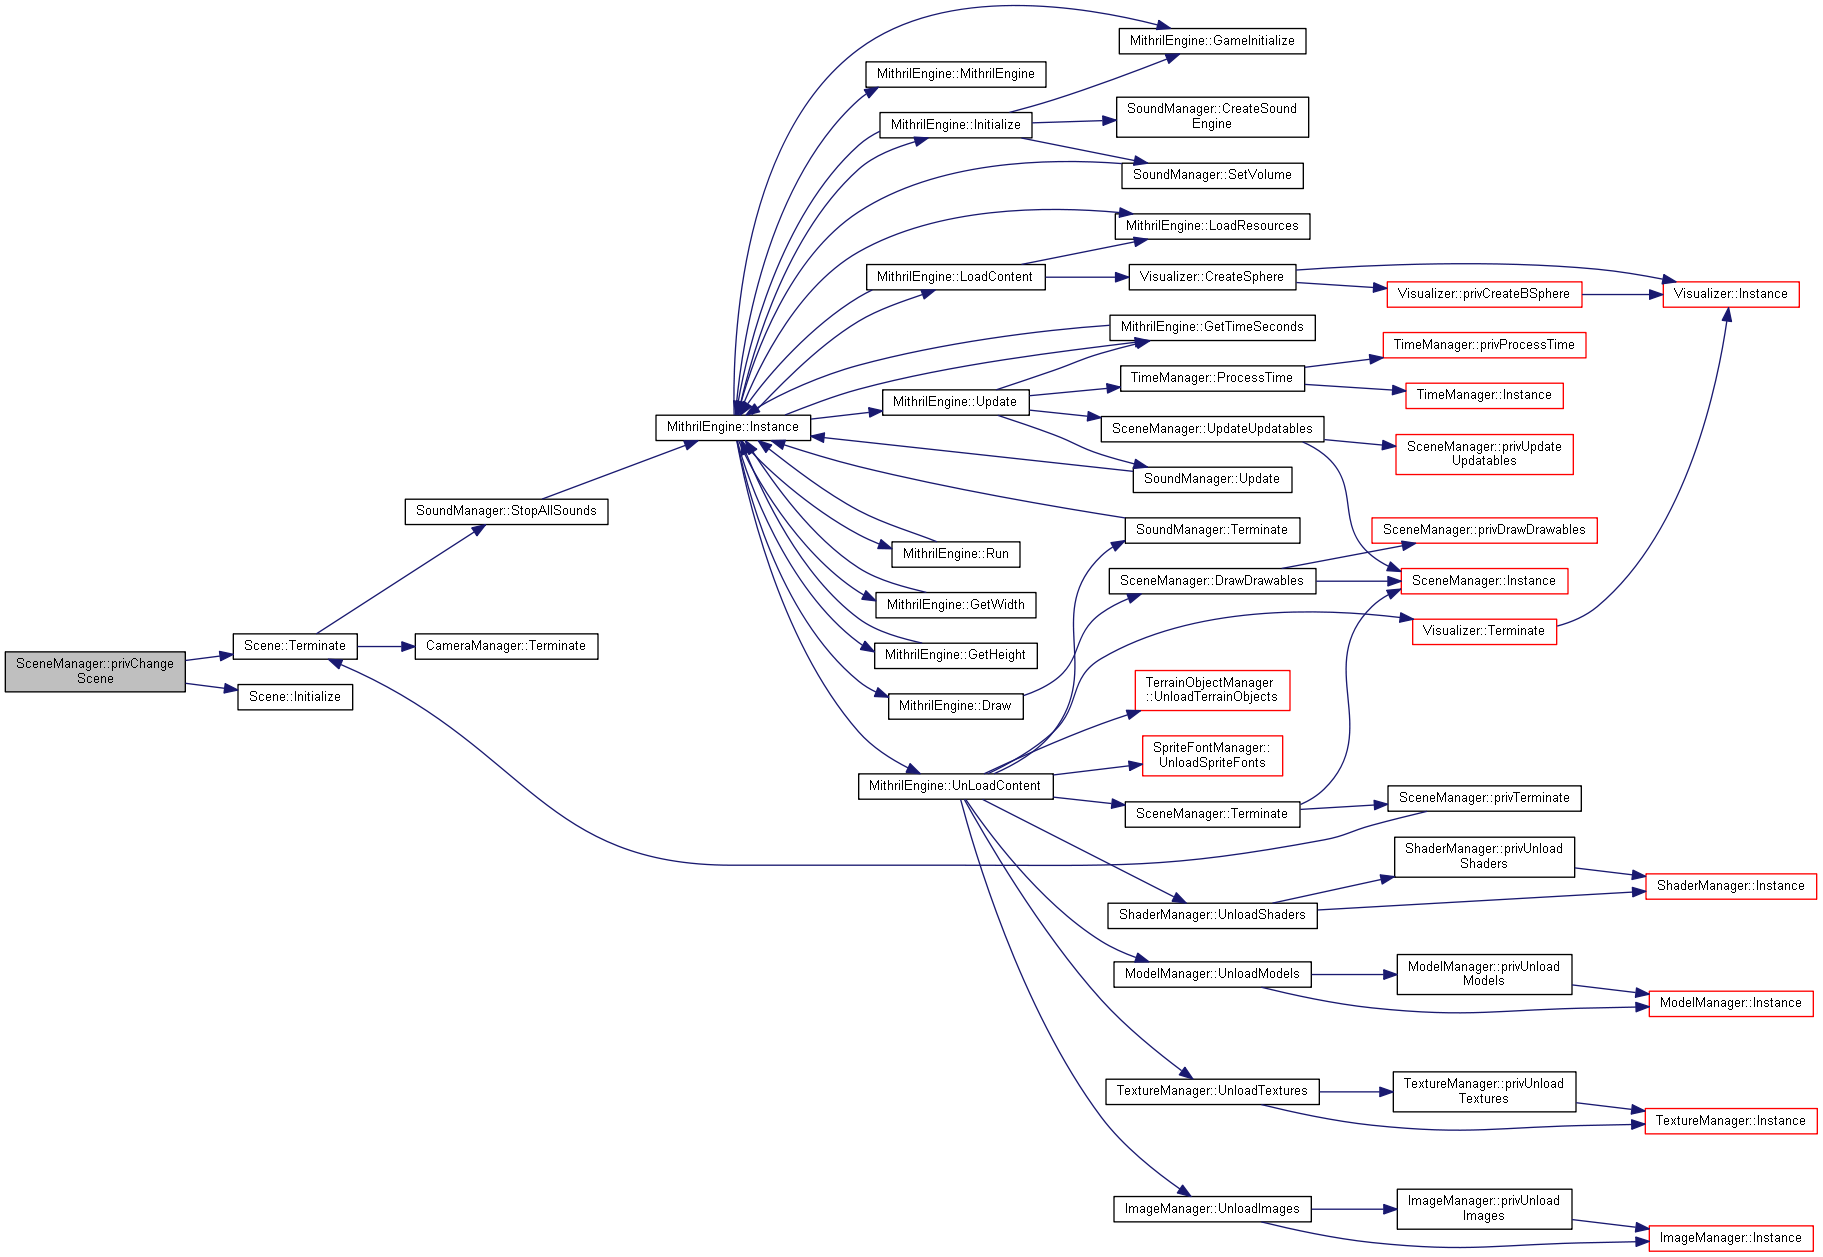 MithrilEngine::GameInitialize
MithrilEngine::MithrilEngine
SoundManager::CreateSound
Engine
MithrilEngine::Initialize
SoundManager::SetVolume
MithrilEngine::LoadResources
MithrilEngine::LoadContent
Visualizer::CreateSphere
Visualizer::privCreateBSphere
Visualizer::Instance
MithrilEngine::GetTimeSeconds
TimeManager::privProcessTime
TimeManager::ProcessTime
TimeManager::Instance
MithrilEngine::Update
MithrilEngine::Instance
SceneManager::UpdateUpdatables
SceneManager::privUpdate
Updatables
SoundManager::Update
SoundManager::StopAllSounds
SoundManager::Terminate
SceneManager::privDrawDrawables
MithrilEngine::Run
SceneManager::DrawDrawables
SceneManager::Instance
MithrilEngine::GetWidth
Visualizer::Terminate
Scene::Terminate
CameraManager::Terminate
MithrilEngine::GetHeight
SceneManager::privChange
Scene
Scene::Initialize
TerrainObjectManager
::UnloadTerrainObjects
MithrilEngine::Draw
SpriteFontManager::
UnloadSpriteFonts
MithrilEngine::UnLoadContent
SceneManager::privTerminate
SceneManager::Terminate
ShaderManager::privUnload
Shaders
ShaderManager::Instance
ShaderManager::UnloadShaders
ModelManager::privUnload
Models
ModelManager::UnloadModels
ModelManager::Instance
TextureManager::privUnload
Textures
TextureManager::UnloadTextures
TextureManager::Instance
ImageManager::privUnload
Images
ImageManager::UnloadImages
ImageManager::Instance